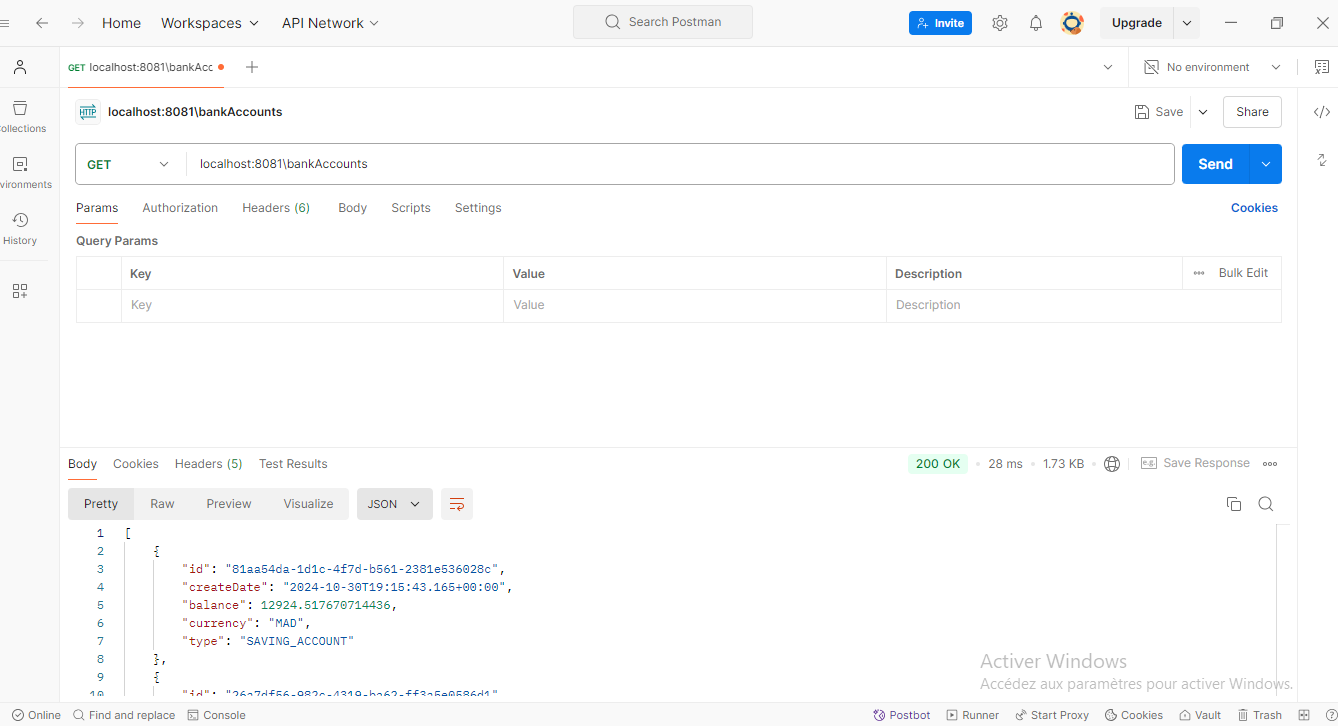 Home Workspaces API Network Search Postman Invite Upgrade
GET localhost:8081\bankAcc No environment
HTTP localhost:8081\bankAccounts Save Share
ollections
GET localhost:8081\bankAccounts Send
vironments
Params Authorization Headers (6) Body Scripts Settings Cookies
History
Query Params
Key Value Description Bulk Edit
Key Value Description
Body Cookies Headers (5) Test Results 200 OK 28 ms 1.73 KB e.g. Save Response
Pretty Raw Preview Visualize JSON
1 [
2 {
3 "id": "81aa54da-1d1c-4f7d-b561-2381e536028c",
4 "createDate": "2024-10-30T19:15:43.165+00:00",
5 "balance": 12924.517670714436,
6 "currency": "MAD",
7 "type": "SAVING_ACCOUNT"
8 },
9 {
10 "id": "26a7df56-982c-4319-ba62-ff3a5e0586d1"
Activer Windows
Accédez aux paramètres pour activer Windows.
Online Find and replace Console Postbot Runner Start Proxy Cookies Vault Trash